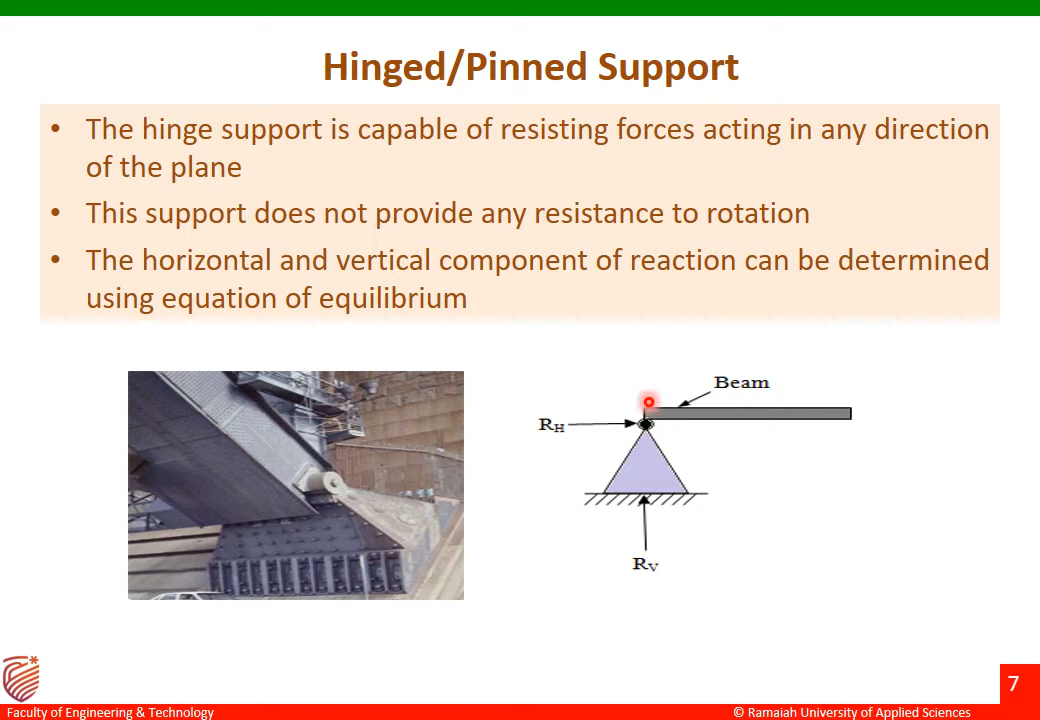 Hinged/Pinned Support
• The hinge support is capable of resisting forces acting in any direction
of the plane
• This support does not provide any resistance to rotation
• The horizontal and vertical component of reaction can be determined
using equation of equilibrium
Beam
RH
RV
7
Faculty of Engineering & Technology
© Ramaiah University of Applied Sciences